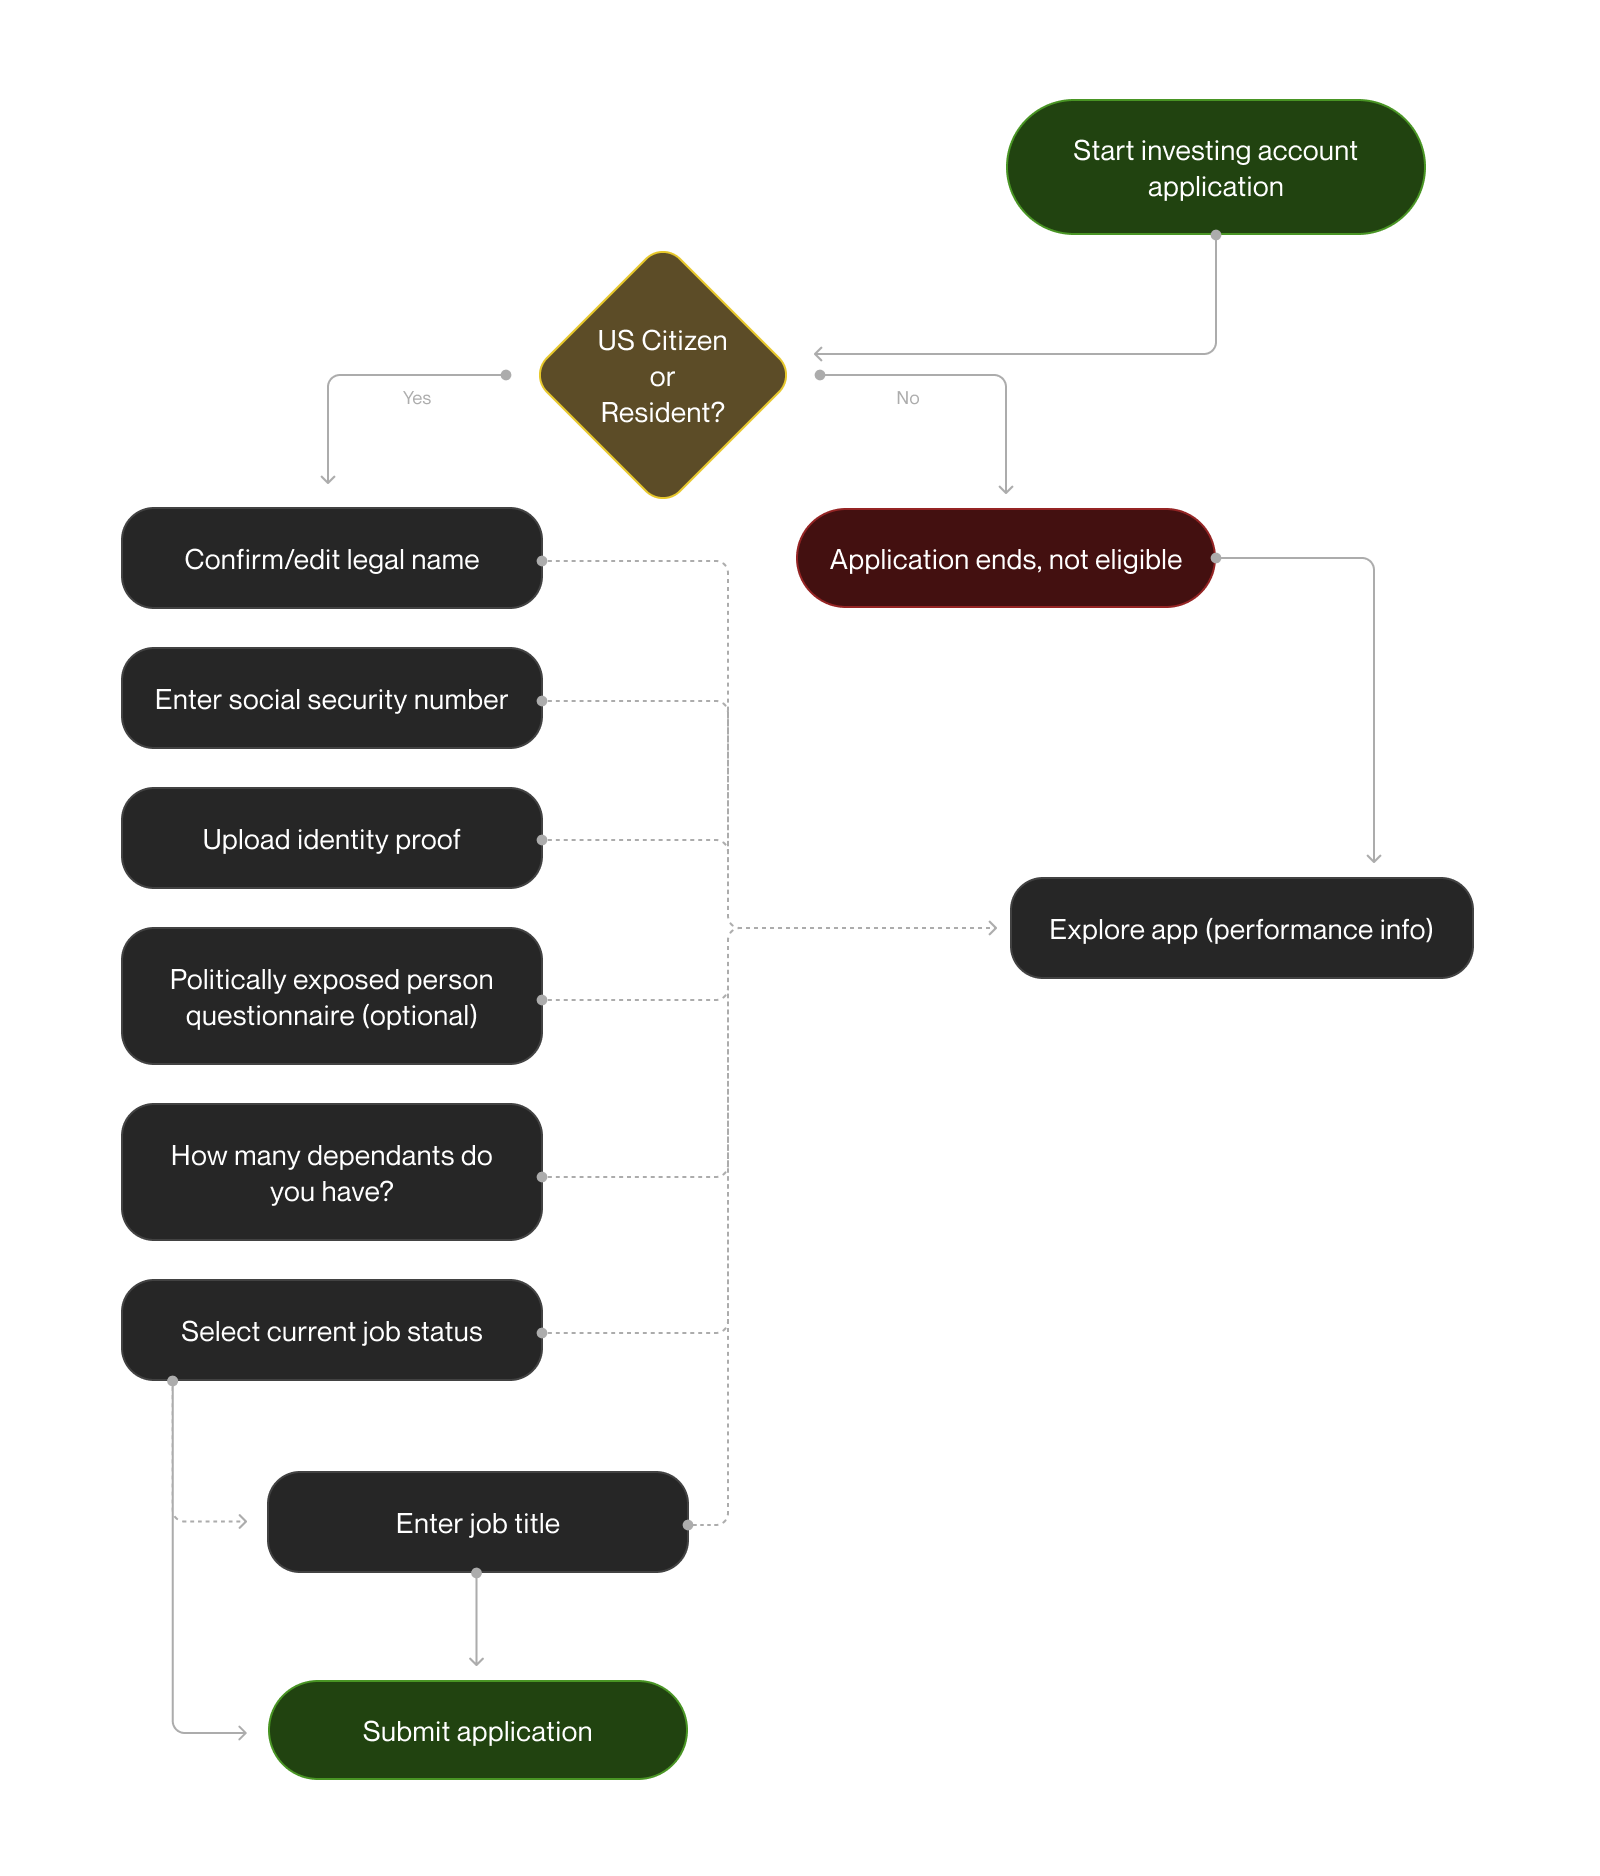 Start investing account
application
US Citizen
or
Resident?
Yes
No
Confirm/edit legal name
Application ends, not eligible
Enter social security number
Upload identity proof
Explore app (performance info)
Politically exposed person
questionnaire (optional)
How many dependants do
you have?
Select current job status
Enter job title
Submit application